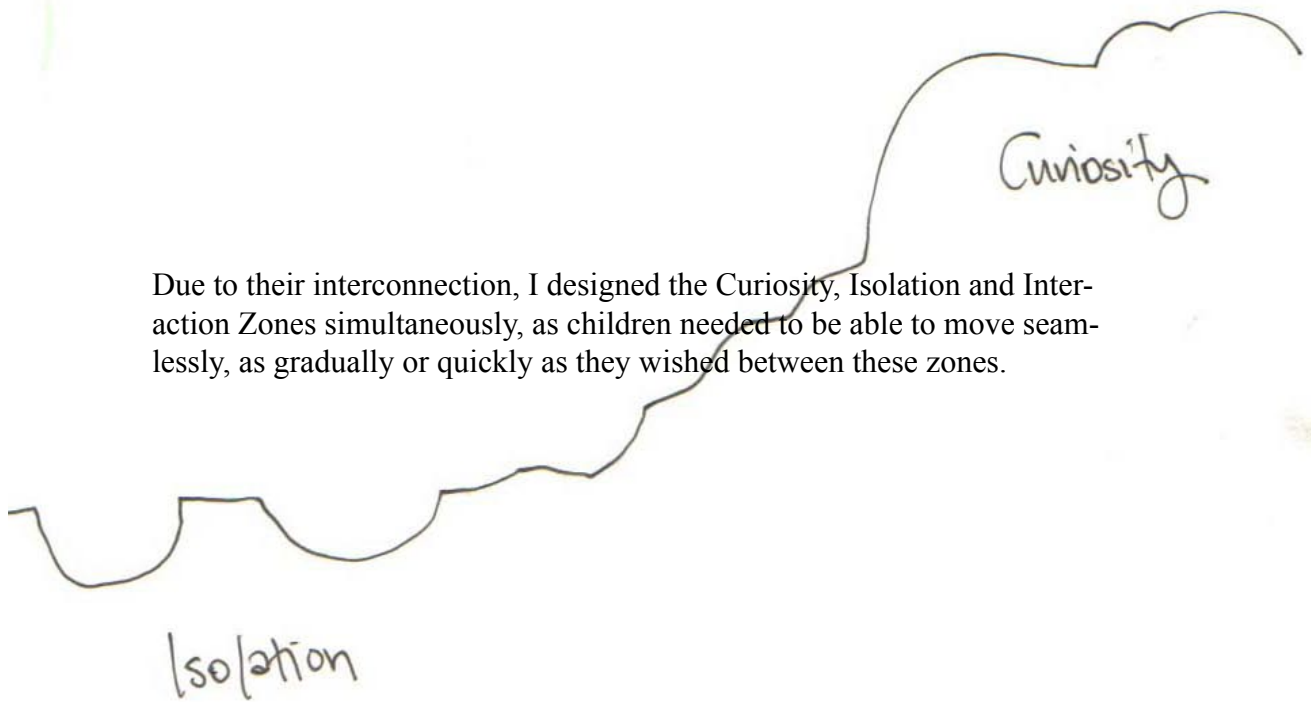 Curiosity
Due to their interconnection, I designed the Curiosity, Isolation and Inter-
action Zones simultaneously, as children needed to be able to move seam-
lessly, as gradually or quickly as they wished between these zones.
Isolation